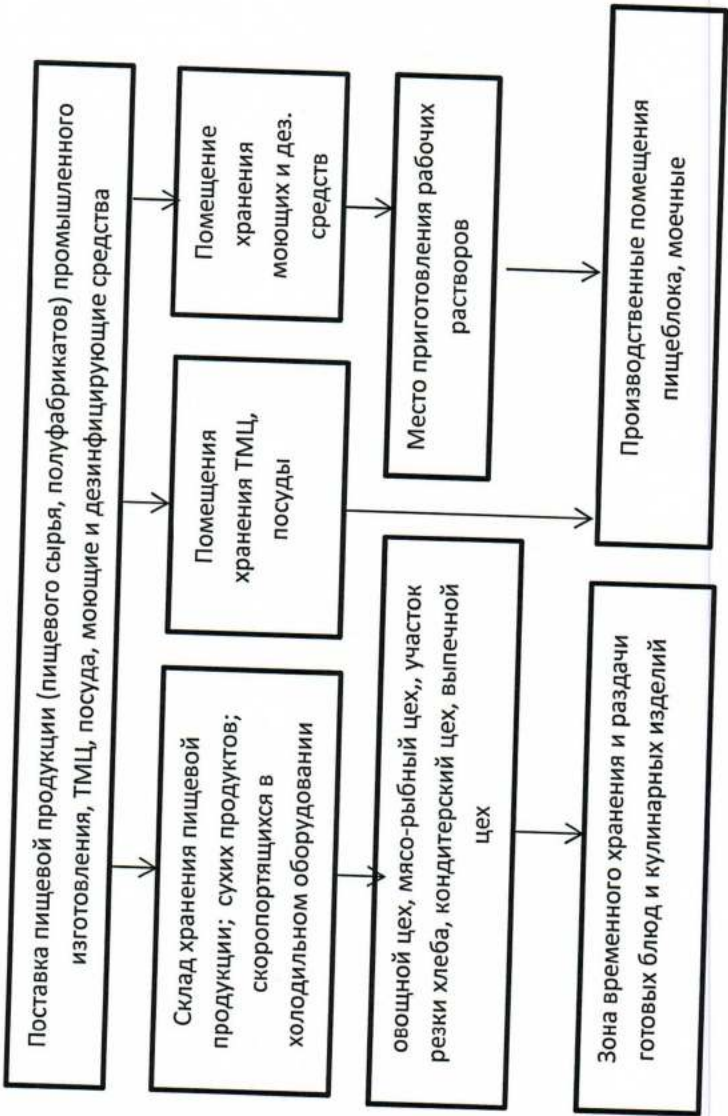 Поставка пищевой продукции (пищевого сырья, полуфабрикатов) промышленного
изготовления, ТМЦ, посуда, моющие и дезинфицирующие средства
Склад хранения пищевой
продукции; сухих продуктов;
скоропортящихся в
холодильном оборудовании
Помещения
хранения ТМЦ,
посуды
Помещение
хранения
моющих и дез.
средств
овощной цех, мясо-рыбный цех,, участок
резки хлеба, кондитерский цех, выпечной
цех
Место приготовления рабочих
растворов
Зона временного хранения и раздачи
готовых блюд и кулинарных изделий
Производственные помещения
пищеблока, моечные